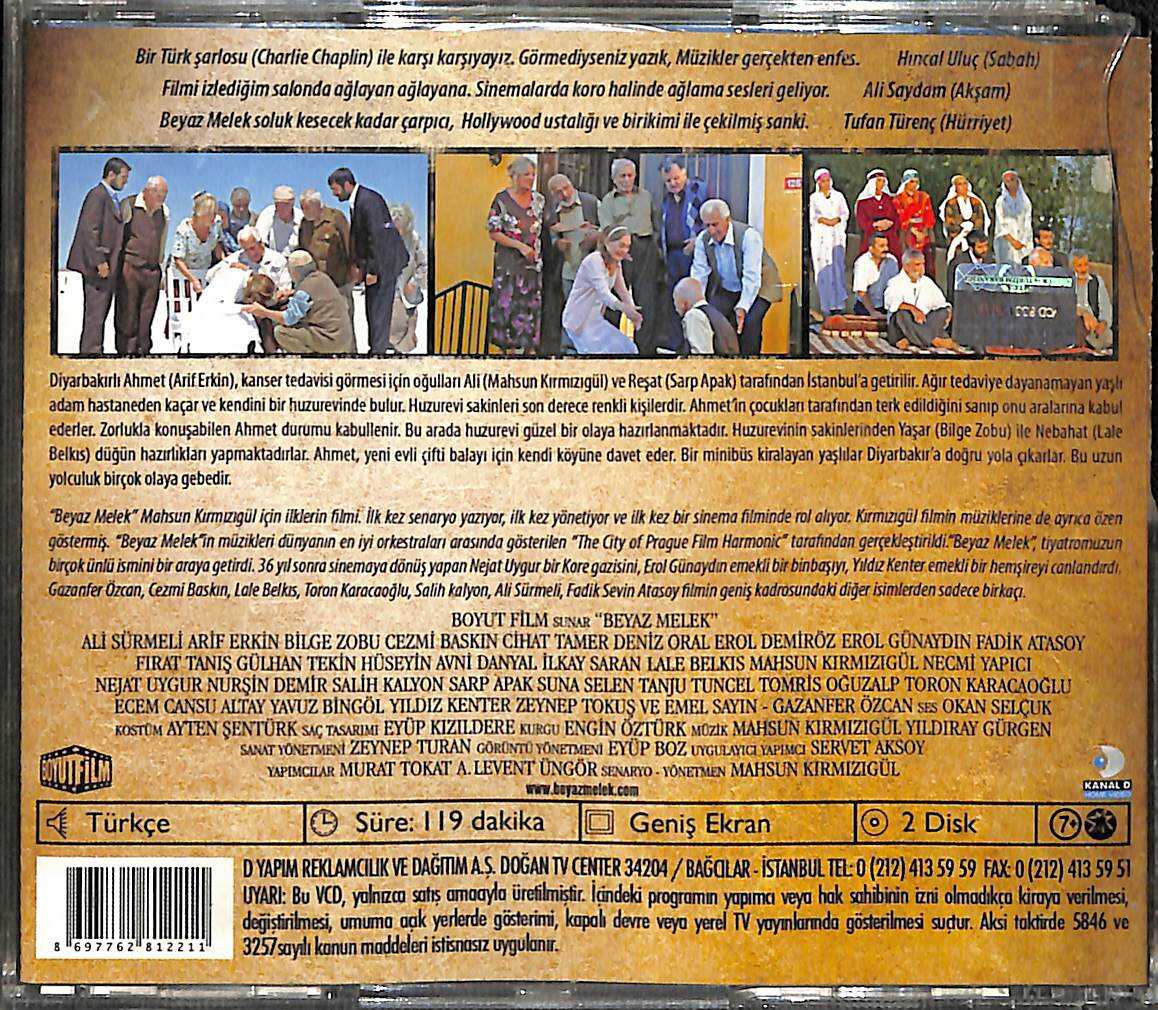 Bir Türk şarlosu (Charlie Chaplin) ile karşı karşıyayız. Görmediyseniz yazık, Müzikler gerçekten enfes. Hıncal Uluç (Sabah)
Filmi izlediğim salonda ağlayan ağlayana. Sinemalarda koro halinde ağlama sesleri geliyor. Ali Saydam (Akşam)
Beyaz Melek soluk kesecek kadar çarpıcı, Hollywood ustalığı ve birikimi ile çekilmiş sanki. Tufan Türenç (Hürriyet)
Diyarbakırlı Ahmet (Arif Erkin), kanser tedavisi görmesi için oğulları Ali (Mahsun Kırmızıgül) ve Reşat (Sarp Apak) tarafından İstanbul'a getirilir. Ağır tedaviye dayanamayan yaşlı
adam hastaneden kaçar ve kendini bir huzurevinde bulur. Huzurevi sakinleri son derece renkli kişilerdir. Ahmet'in çocukları tarafından terk edildiğini sanıp onu aralarına kabul
ederler. Zorlukla konuşabilen Ahmet durumu kabullenir. Bu arada huzurevi güzel bir olaya hazırlanmaktadır. Huzurevinin sakinlerinden Yaşar (Bilge Zobu) ile Nebahat (Lale
Belkıs) düğün hazırlıkları yapmaktadırlar. Ahmet, yeni evli çifti balayı için kendi köyüne davet eder. Bir minibüs kiralayan yaşlılar Diyarbakır'a doğru yola çıkarlar. Bu uzun
yolculuk birçok olaya gebedir.
"Beyaz Melek" Mahsun Kırmızıgül için ilklerin filmi. İlk kez senaryo yazıyor, ilk kez yönetiyor ve ilk kez bir sinema filminde rol alıyor. Kırmızıgül filmin müziklerine de ayrıca özen
göstermiş. "Beyaz Melek"in müzikleri dünyanın en iyi orkestraları arasında gösterilen "The City of Prague Film Harmonic" tarafından gerçekleştirildi."Beyaz Melek", tiyatromuzun
birçok ünlü ismini bir araya getirdi. 36 yıl sonra sinemaya dönüş yapan Nejat Uygur bir Kore gazisini, Erol Günaydın emekli bir binbaşıyı, Yıldız Kenter emekli bir hemşireyi canlandırdı.
Gazanfer Özcan, Cezmi Baskın, Lale Belkıs, Toron Karacaoğlu, Salih kalyon, Ali Sürmeli, Fadik Sevin Atasoy filmin geniş kadrosundaki diğer isimlerden sadece birkaçı.
BOYUT FİLM SUNAR "BEYAZ MELEK"
ALİ SÜRMELİ ARİF ERKİN BİLGE ZOBU CEZMİ BASKIN CİHAT TAMER DENİZ ORAL EROL DEMİRÖZ EROL GÜNAYDIN FADİK ATASOY
FIRAT TANIŞ GÜLHAN TEKİN HÜSEYİN AVNİ DANYAL İLKAY SARAN LALE BELKIS MAHSUN KIRMIZIGÜL NECMİ YAPICI
NEJAT UYGUR NURŞİN DEMİR SALİH KALYON SARP APAK SUNA SELEN TANJU TUNCEL TOMRİS OĞUZALP TORON KARACAOĞLU
ECEM CANSU ALTAY YAVUZ BİNGÖL YILDIZ KENTER ZEYNEP TOKUŞ VE EMEL SAYIN - GAZANFER ÖZCAN SES OKAN SELÇUK
KOSTÜM AYTEN ŞENTÜRK SAÇ TASARIMI EYÜP KIZILDERE KURGU ENGİN ÖZTÜRK MÜZİK MAHSUN KIRMIZIGÜL YILDIRAY GÜRGEN
SANAT YÖNETMENİ ZEYNEP TURAN GÖRÜNTÜ YÖNETMENİ EYÜP BOZ UYGULAYICI YAPIMCI SERVET AKSOY
YAPIMCILAR MURAT TOKAT A. LEVENT ÜNGÖR SENARYO - YÖNETMEN MAHSUN KIRMIZIGÜL
www.boyazmelek.com
BOYUTFİLM
KANAL D
HOME VIDEO
Türkçe Süre: 119 dakika Geniş Ekran 2 Disk 7+
D YAPIM REKLAMCILIK VE DAĞITIM A.Ş. DOĞAN TV CENTER 34204 / BAĞCILAR - İSTANBUL TEL: 0 (212) 413 59 59 FAX: 0 (212) 413 59 51
UYARI: Bu VCD, yalnızca satış amacıyla üretilmiştir. İçindeki programın yapımcı veya hak sahibinin izni olmadıkça kiraya verilmesi,
değiştirilmesi, umuma açık yerlerde gösterimi, kapalı devre veya yerel TV yayınlarında gösterilmesi suçtur. Aksi taktirde 5846 ve
3257sayılı kanun maddeleri istisnasız uygulanır.
8 697762 812211